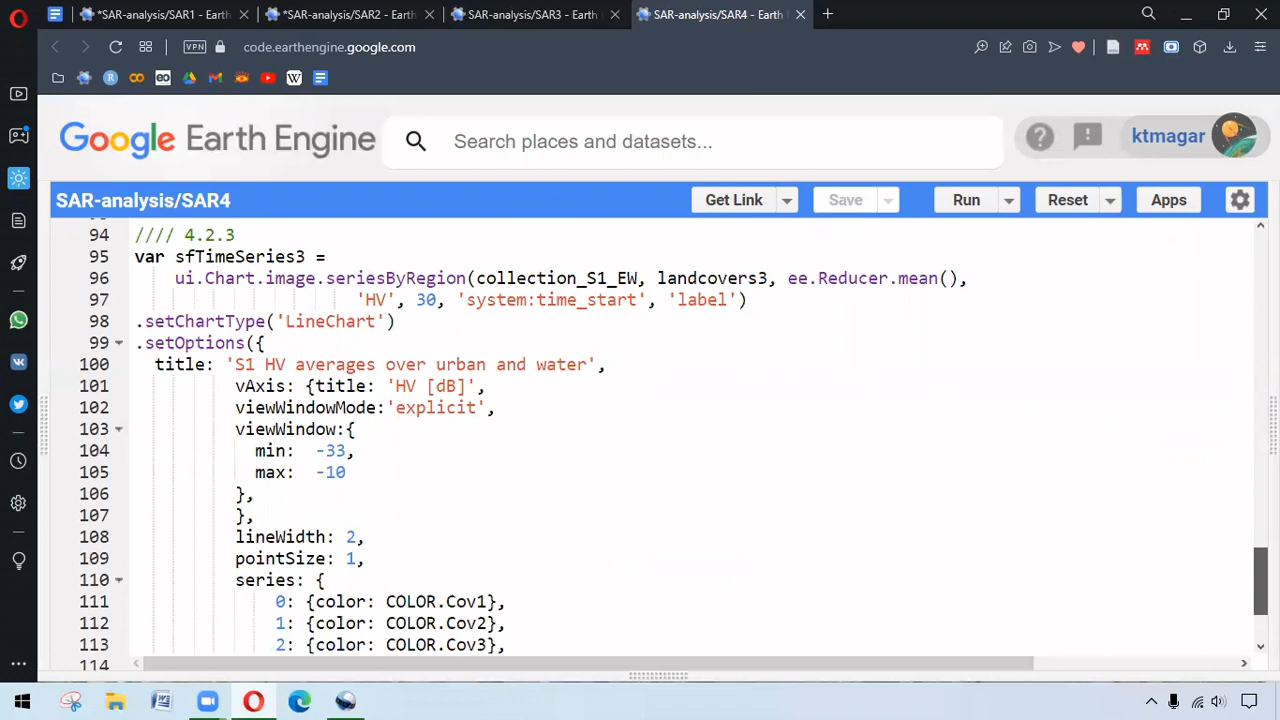 *SAR-analysis/SAR1 - Earth
*SAR-analysis/SAR2 - Earth
SAR-analysis/SAR3 - Earth
SAR-analysis/SAR4 - Earth
VPN
code.earthengine.google.com
Google Earth Engine
Search places and datasets...
ktmagar
SAR-analysis/SAR4
Get Link
Save
Run
Reset
Apps
94 //// 4.2.3
95 var sfTimeSeries3 =
96 ui.Chart.image.seriesByRegion(collection_S1_EW, landcovers3, ee.Reducer.mean(),
97 'HV', 30, 'system:time_start', 'label')
98 .setChartType('LineChart')
99 .setOptions({
100 title: 'S1 HV averages over urban and water',
101 vAxis: {title: 'HV [dB]',
102 viewWindowMode:'explicit',
103 viewWindow:{
104 min: -33,
105 max: -10
106 },
107 },
108 lineWidth: 2,
109 pointSize: 1,
110 series: {
111 0: {color: COLOR.Cov1},
112 1: {color: COLOR.Cov2},
113 2: {color: COLOR.Cov3},
114